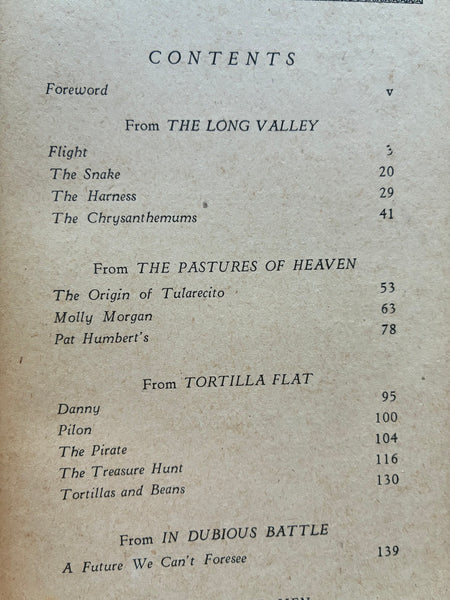 CONTENTS
Foreword v
From THE LONG VALLEY
Flight 3
The Snake 20
The Harness 29
The Chrysanthemums 41
From THE PASTURES OF HEAVEN
The Origin of Tularecito 53
Molly Morgan 63
Pat Humbert's 78
From TORTILLA FLAT
Danny 95
Pilon 100
The Pirate 104
The Treasure Hunt 116
Tortillas and Beans 130
From IN DUBIOUS BATTLE
A Future We Can't Foresee 139